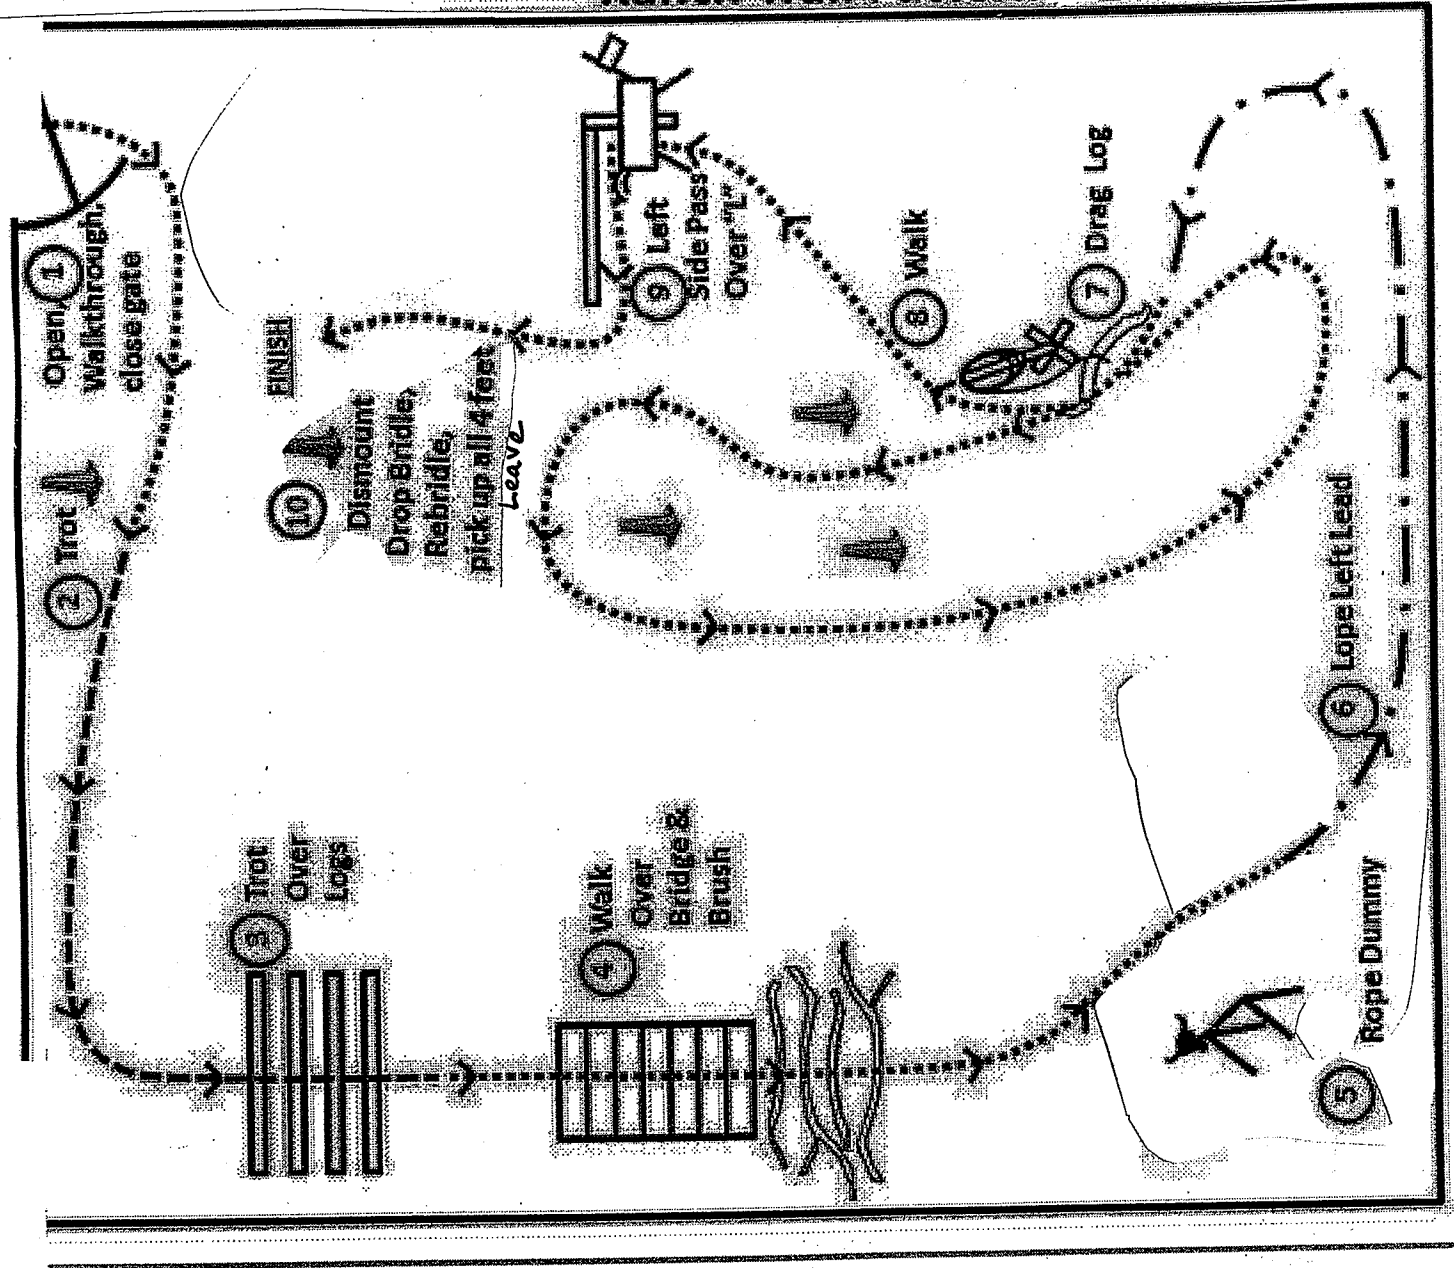 1
Open,
Walkthrough,
close gate
2 Trot
3 Trot
Over
Logs
4 Walk
Over
Bridge &
Brush
5 Rope Dummy
6 Lope Left Lead
7 Drag Log
8 Walk
9 Left
Side Pass
Over "L"
10
Dismount
Drop Bridle,
Rebridle,
pick up all 4 feet
Leave
FINISH